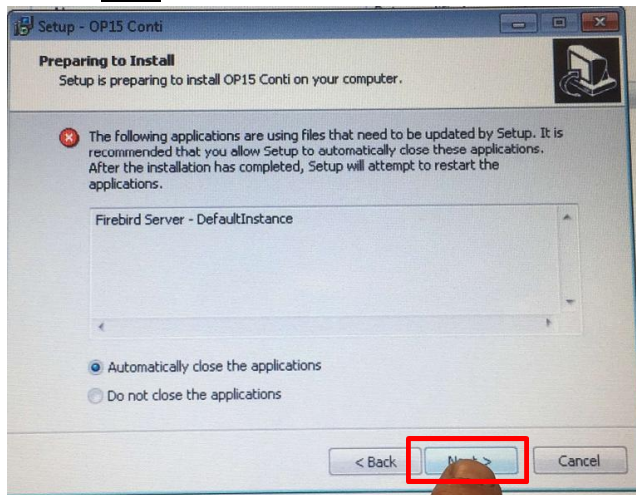 Setup - OP15 Conti
Preparing to Install
Setup is preparing to install OP15 Conti on your computer.
The following applications are using files that need to be updated by Setup. It is
recommended that you allow Setup to automatically close these applications.
After the installation has completed, Setup will attempt to restart the
applications.
Firebird Server - DefaultInstance
Automatically close the applications
Do not close the applications
< Back
Next >
Cancel